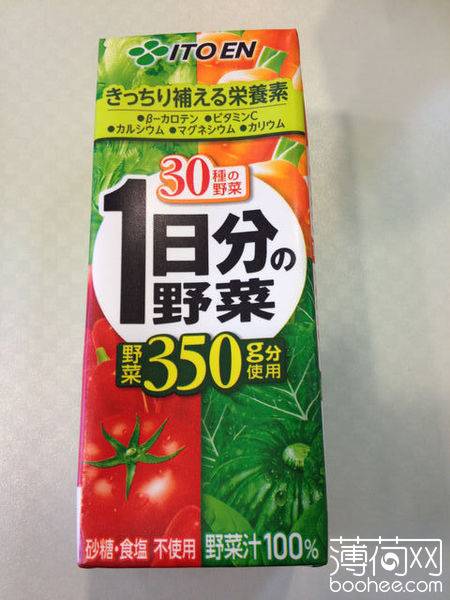 ITO EN
きっちり補える栄養素
●β−カロテン ●ビタミンC
●カルシウム ●マグネシウム ●カリウム
30種の野菜
1日分の野菜
野菜350g分使用
砂糖・食塩 不使用 野菜汁100%
薄荷网
boohee.com